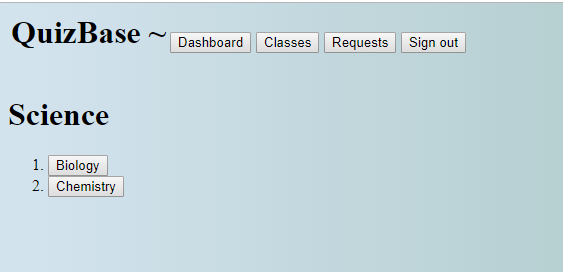 QuizBase ~ Dashboard Classes Requests Sign out
Science
1. Biology
2. Chemistry